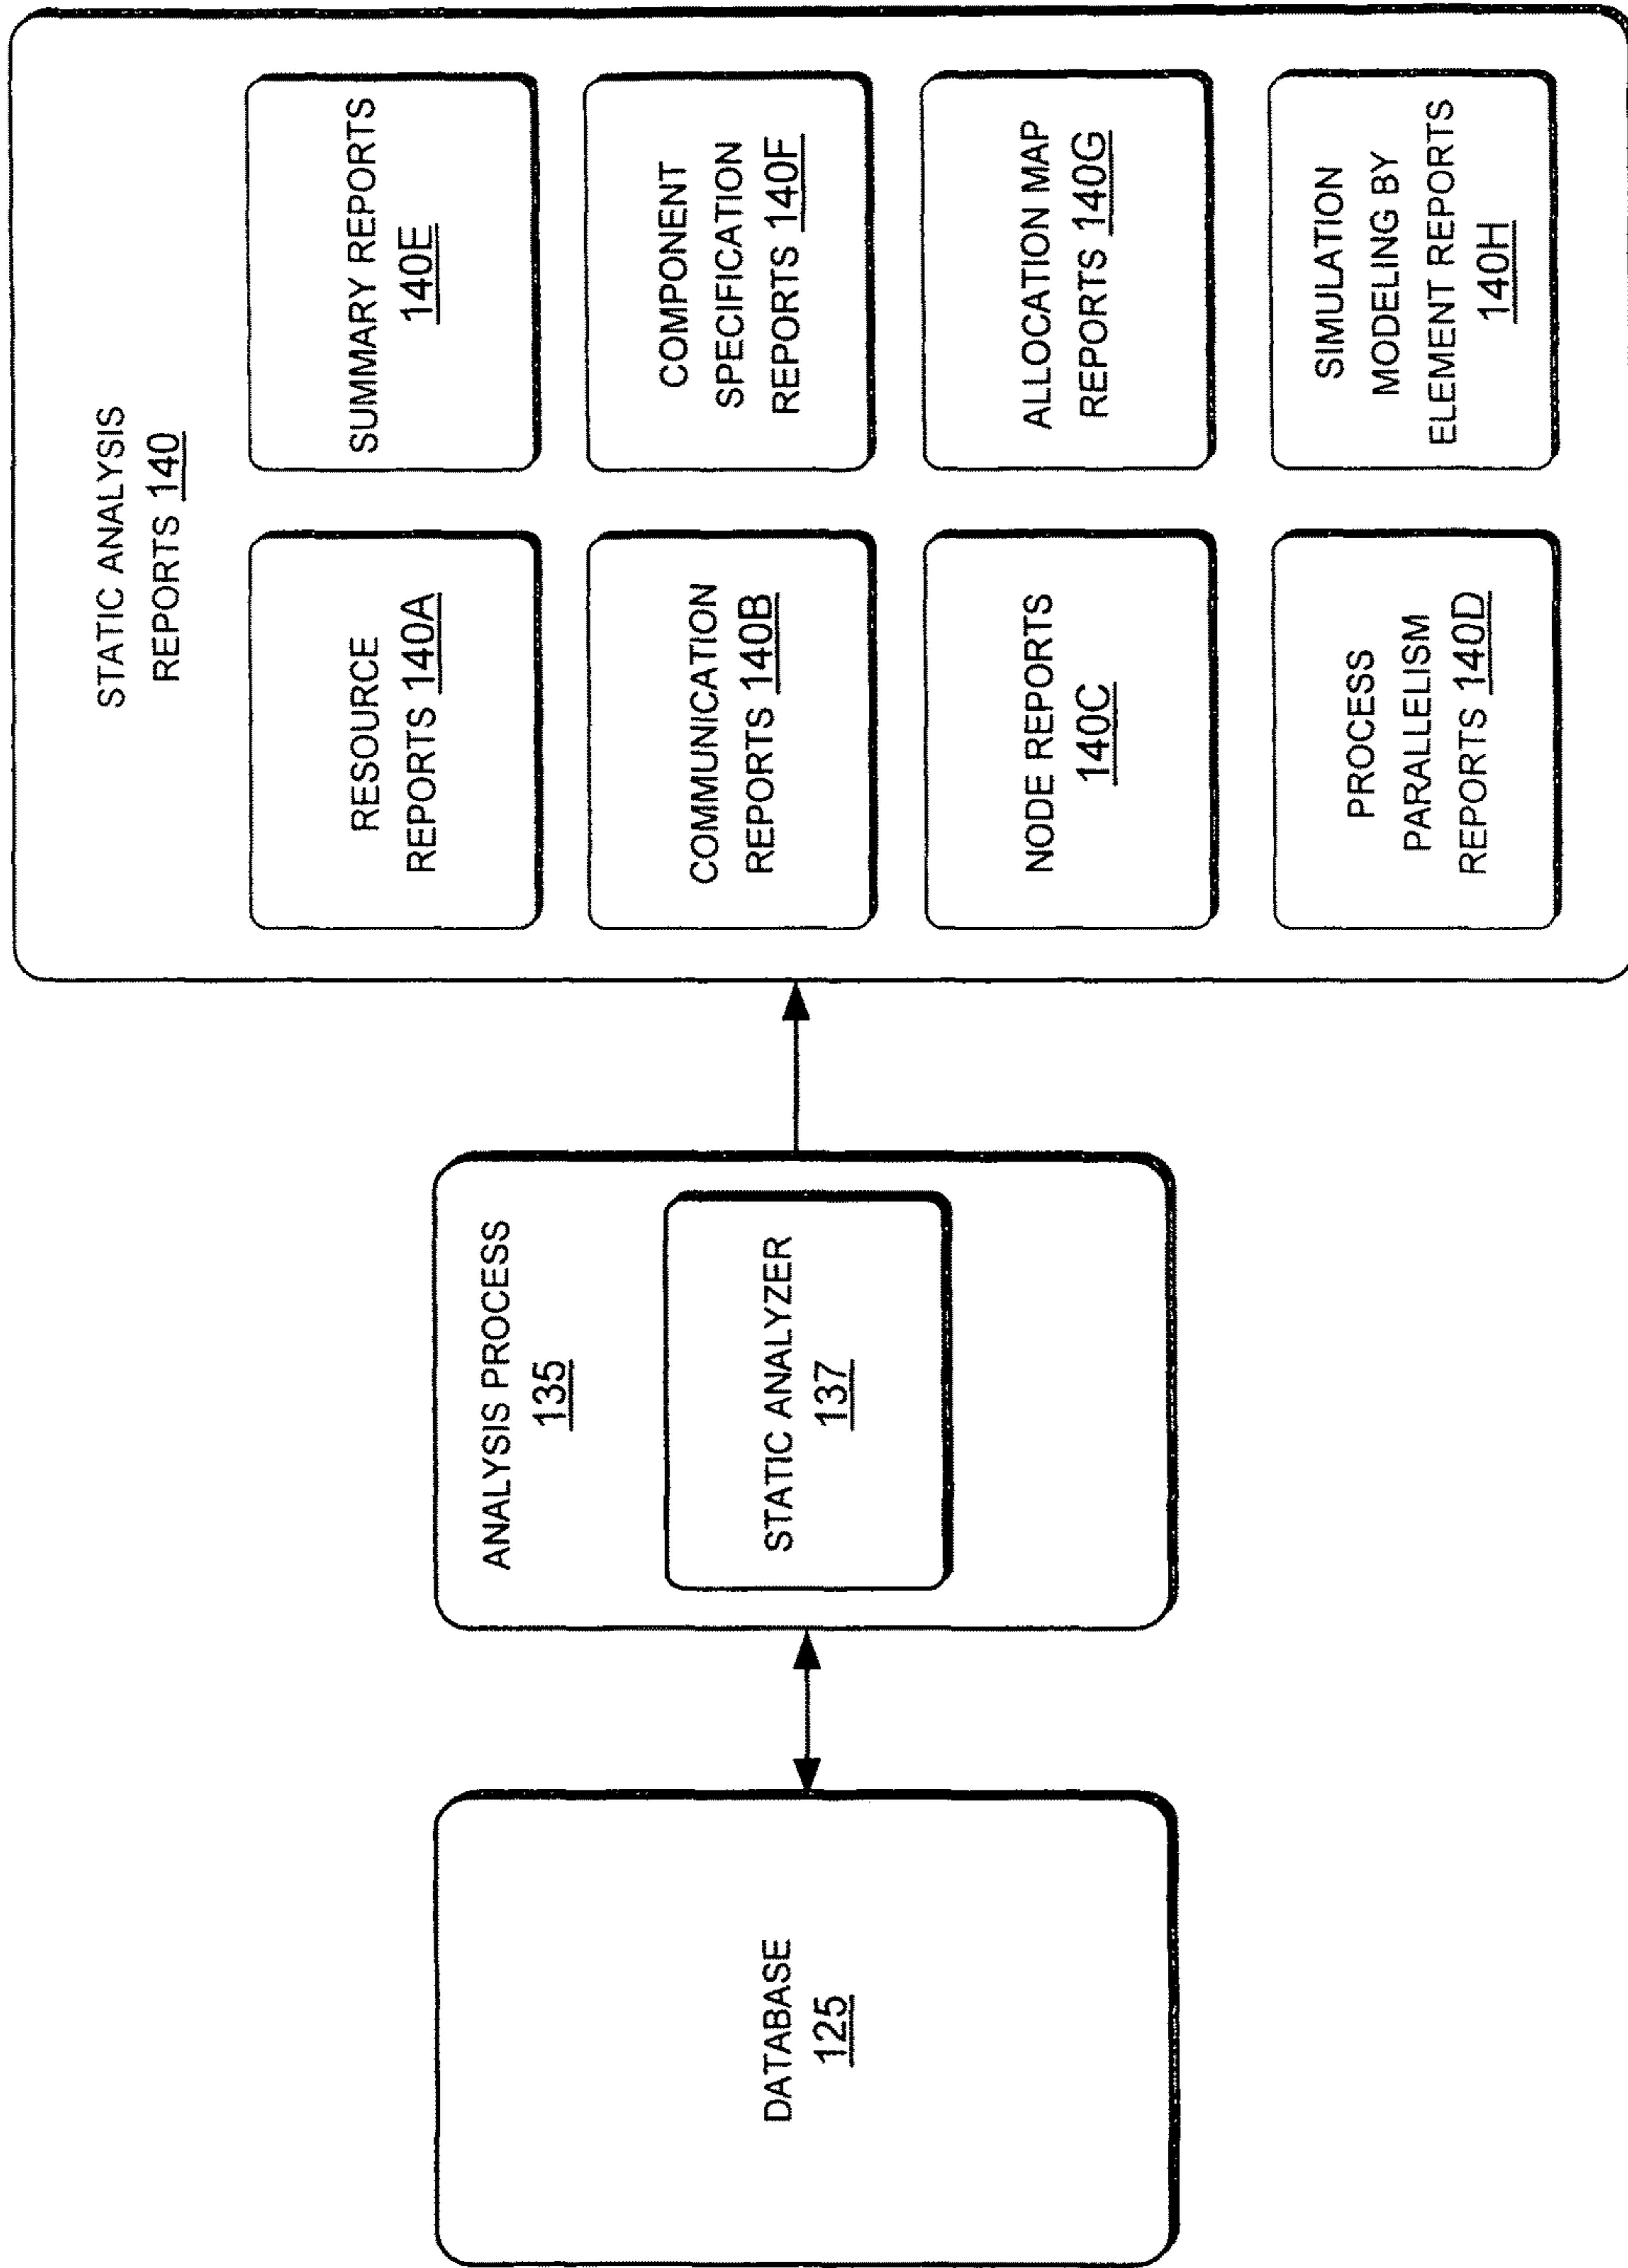 DATABASE
125
ANALYSIS PROCESS
135
STATIC ANALYZER
137
STATIC ANALYSIS
REPORTS 140
RESOURCE
REPORTS 140A
COMMUNICATION
REPORTS 140B
NODE REPORTS
140C
PROCESS
PARALLELISM
REPORTS 140D
SUMMARY REPORTS
140E
COMPONENT
SPECIFICATION
REPORTS 140F
ALLOCATION MAP
REPORTS 140G
SIMULATION
MODELING BY
ELEMENT REPORTS
140H